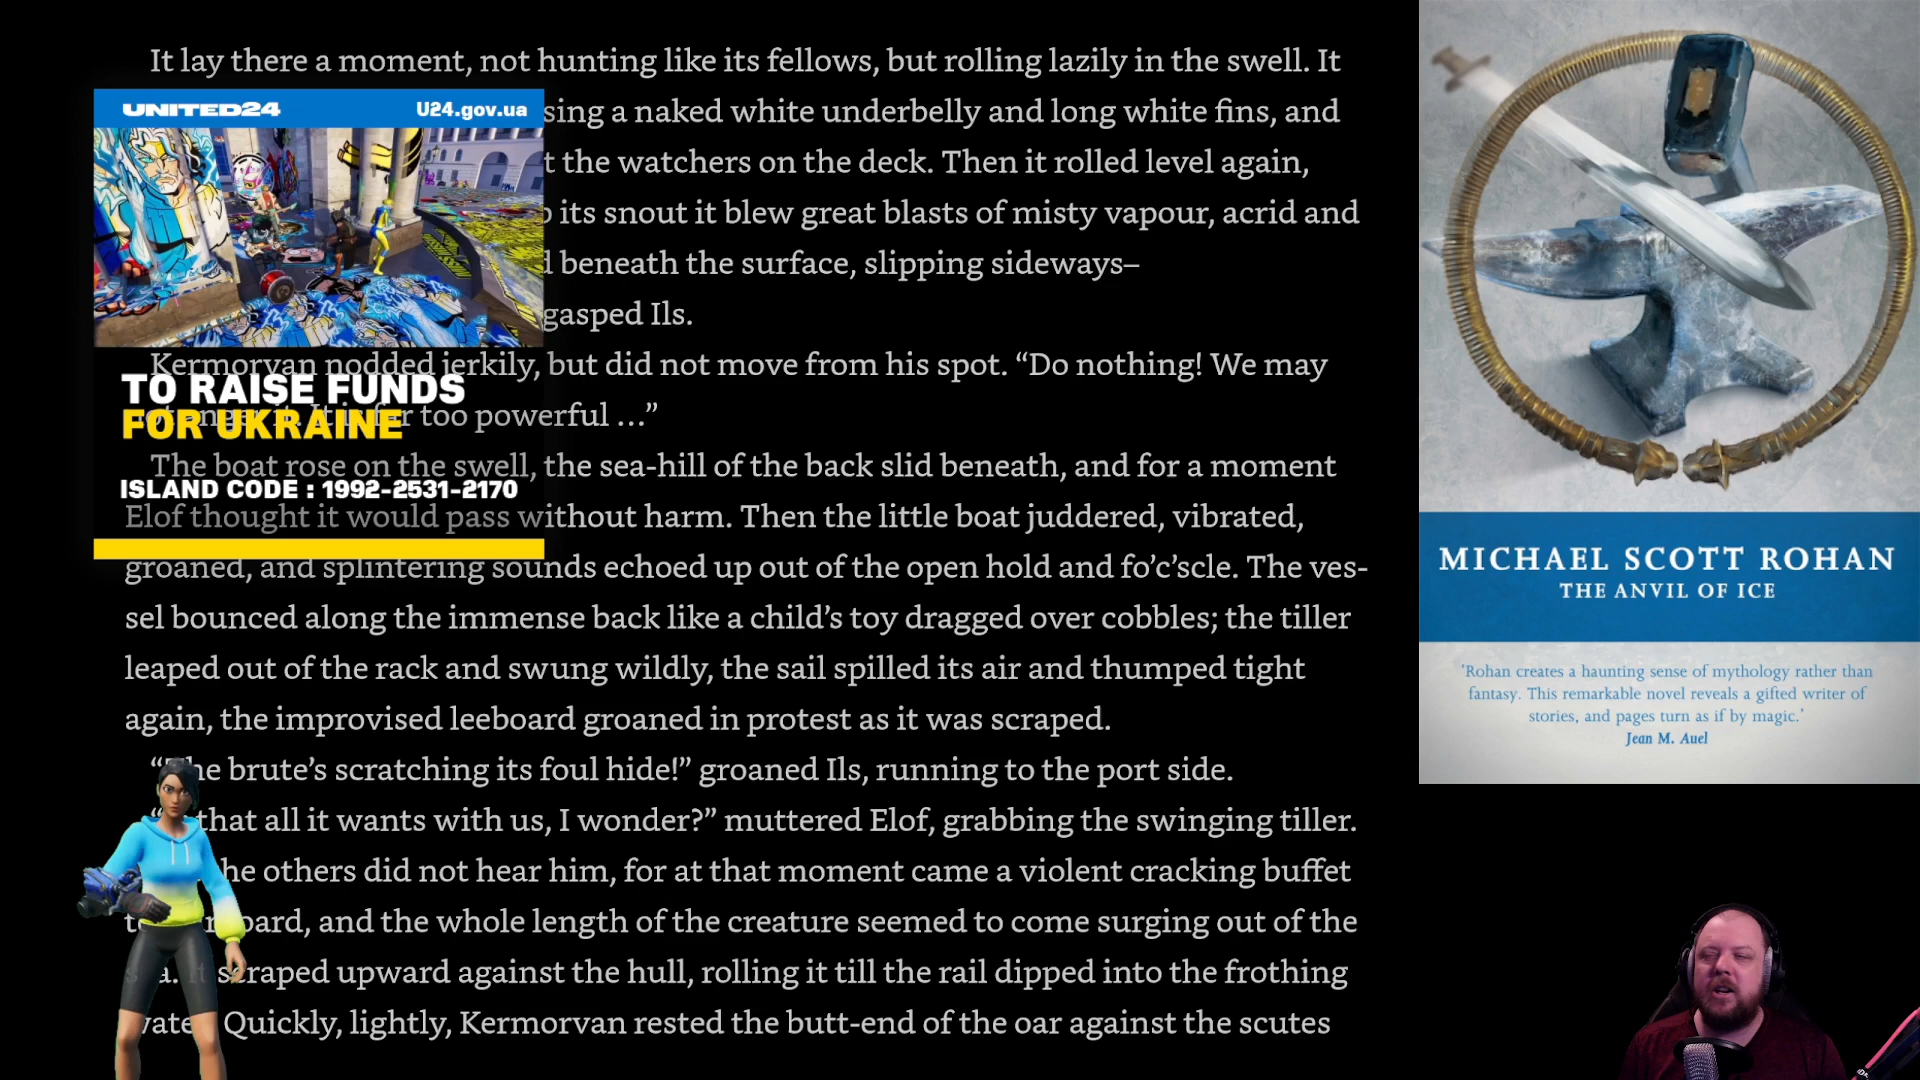 It lay there a moment, not hunting like its fellows, but rolling lazily in the swell. It
sing a naked white underbelly and long white fins, and
t the watchers on the deck. Then it rolled level again,
its snout it blew great blasts of misty vapour, acrid and
beneath the surface, slipping sideways–
gasped Ils.
Kermorvan nodded jerkily, but did not move from his spot. “Do nothing! We may
too powerful …”
The boat rose on the swell, the sea-hill of the back slid beneath, and for a moment
Elof thought it would pass without harm. Then the little boat juddered, vibrated,
groaned, and splintering sounds echoed up out of the open hold and fo’c’scle. The ves-
sel bounced along the immense back like a child’s toy dragged over cobbles; the tiller
leaped out of the rack and swung wildly, the sail spilled its air and thumped tight
again, the improvised leeboard groaned in protest as it was scraped.
“The brute’s scratching its foul hide!” groaned Ils, running to the port side.
that all it wants with us, I wonder?” muttered Elof, grabbing the swinging tiller.
he others did not hear him, for at that moment came a violent cracking buffet
board, and the whole length of the creature seemed to come surging out of the
scraped upward against the hull, rolling it till the rail dipped into the frothing
Quickly, lightly, Kermorvan rested the butt-end of the oar against the scutes
UNITED24 U24.gov.ua
TO RAISE FUNDS
FOR UKRAINE
ISLAND CODE : 1992-2531-2170
MICHAEL SCOTT ROHAN
THE ANVIL OF ICE
‘Rohan creates a haunting sense of mythology rather than
fantasy. This remarkable novel reveals a gifted writer of
stories, and pages turn as if by magic.’
Jean M. Auel